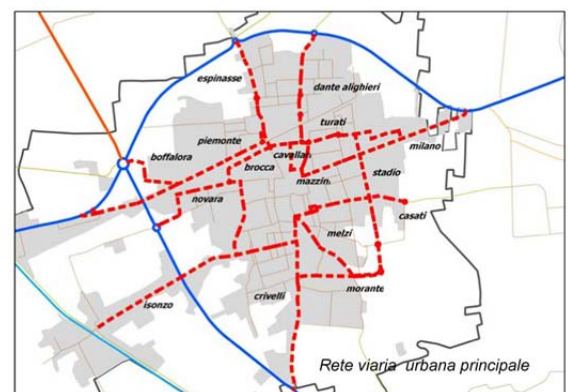 espinasse
dante alighieri
turati
piemonte
milano
boffalora
cavallari
brocca
stadio
mazzini
novara
casati
melzi
morante
crivelli
isonzo
Rete viaria urbana principale